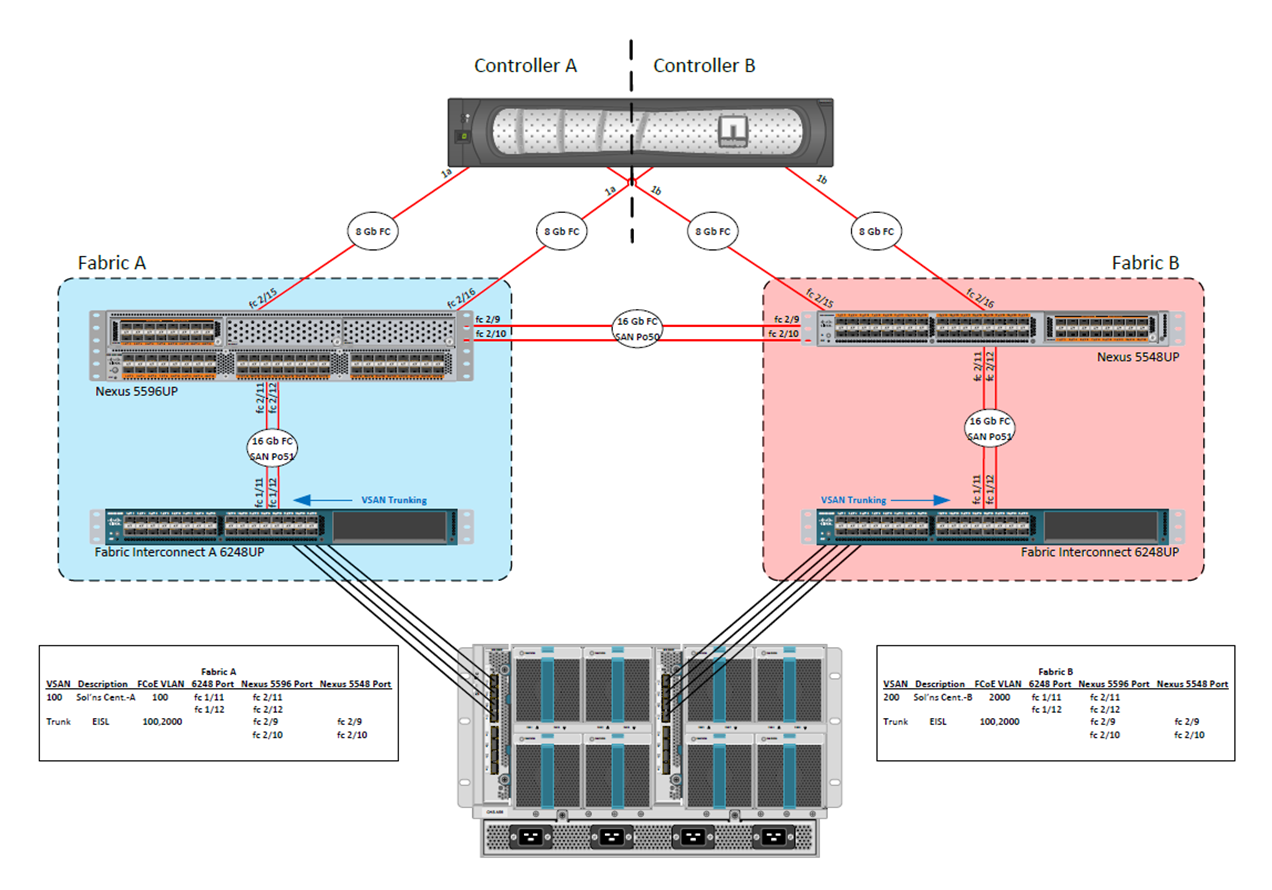 Controller A
Controller B
1a
1a
1b
1b
8 Gb FC
8 Gb FC
8 Gb FC
8 Gb FC
Fabric A
Fabric B
fc 2/15
fc 2/16
fc 2/15
fc 2/16
fc 2/9
fc 2/10
16 Gb FC
SAN Po50
fc 2/9
fc 2/10
Nexus 5596UP
Nexus 5548UP
fc 2/11
fc 2/12
fc 2/11
fc 2/12
16 Gb FC
SAN Po51
16 Gb FC
SAN Po51
fc 1/11
fc 1/12
fc 1/11
fc 1/12
VSAN Trunking
VSAN Trunking
Fabric Interconnect A 6248UP
Fabric Interconnect 6248UP
Fabric A
VSAN Description FCoE VLAN 6248 Port Nexus 5596 Port Nexus 5548 Port
100 Sol'ns Cent.-A 100 fc 1/11 fc 2/11
fc 1/12 fc 2/12
Trunk EISL 100,2000 fc 2/9 fc 2/9
fc 2/10 fc 2/10
Fabric B
VSAN Description FCoE VLAN 6248 Port Nexus 5596 Port Nexus 5548 Port
200 Sol'ns Cent.-B 2000 fc 1/11 fc 2/11
fc 1/12 fc 2/12
Trunk EISL 100,2000 fc 2/9 fc 2/9
fc 2/10 fc 2/10